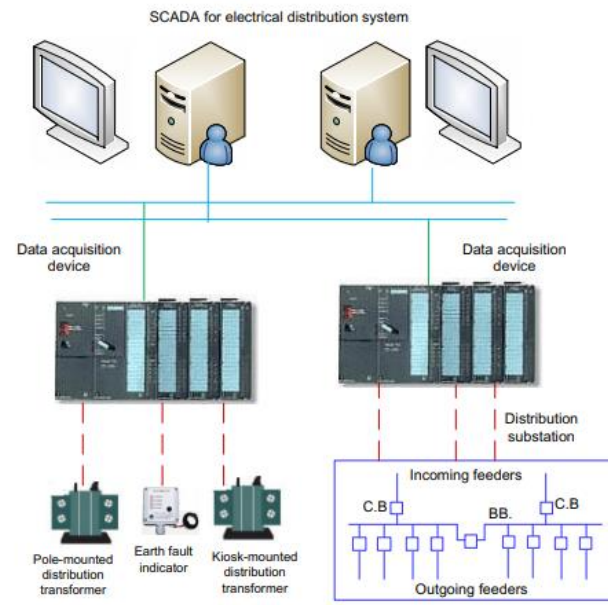 SCADA for electrical distribution system
Data acquisition
device
Data acquisition
device
Distribution
substation
Incoming feeders
C.B
C.B
BB.
Outgoing feeders
Pole-mounted
distribution
transformer
Earth fault
indicator
Kiosk-mounted
distribution
transformer